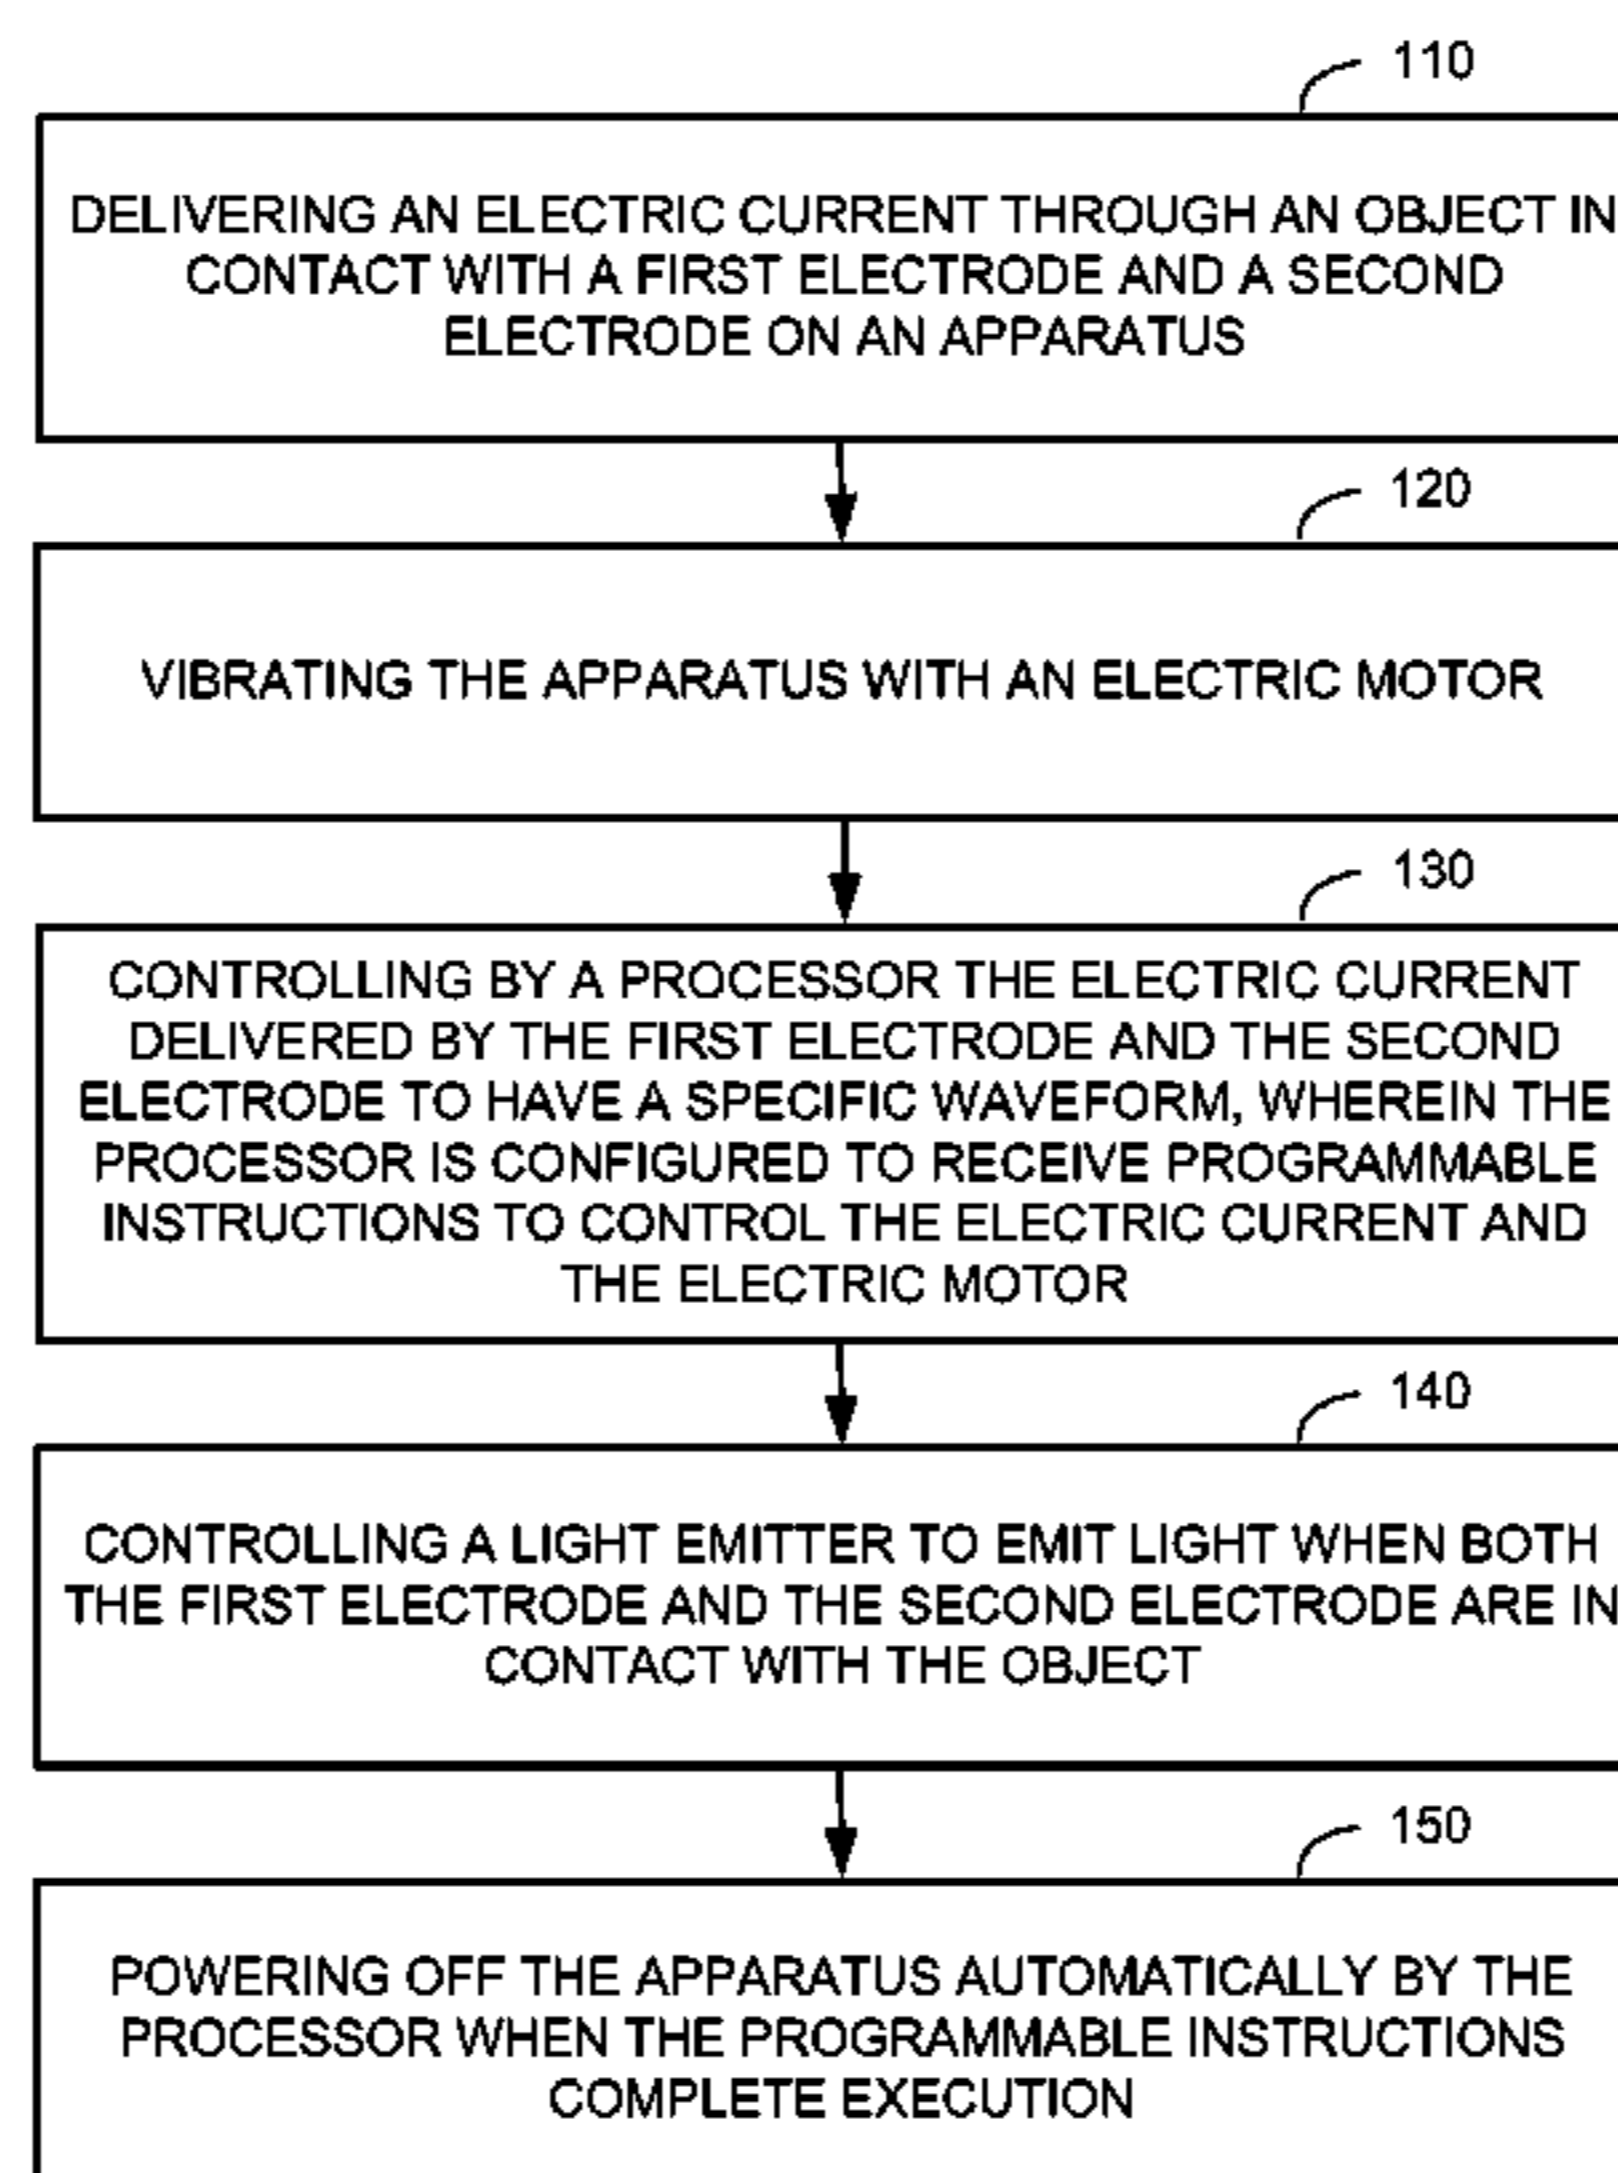 110
DELIVERING AN ELECTRIC CURRENT THROUGH AN OBJECT IN
CONTACT WITH A FIRST ELECTRODE AND A SECOND
ELECTRODE ON AN APPARATUS
120
VIBRATING THE APPARATUS WITH AN ELECTRIC MOTOR
130
CONTROLLING BY A PROCESSOR THE ELECTRIC CURRENT
DELIVERED BY THE FIRST ELECTRODE AND THE SECOND
ELECTRODE TO HAVE A SPECIFIC WAVEFORM, WHEREIN THE
PROCESSOR IS CONFIGURED TO RECEIVE PROGRAMMABLE
INSTRUCTIONS TO CONTROL THE ELECTRIC CURRENT AND
THE ELECTRIC MOTOR
140
CONTROLLING A LIGHT EMITTER TO EMIT LIGHT WHEN BOTH
THE FIRST ELECTRODE AND THE SECOND ELECTRODE ARE IN
CONTACT WITH THE OBJECT
150
POWERING OFF THE APPARATUS AUTOMATICALLY BY THE
PROCESSOR WHEN THE PROGRAMMABLE INSTRUCTIONS
COMPLETE EXECUTION